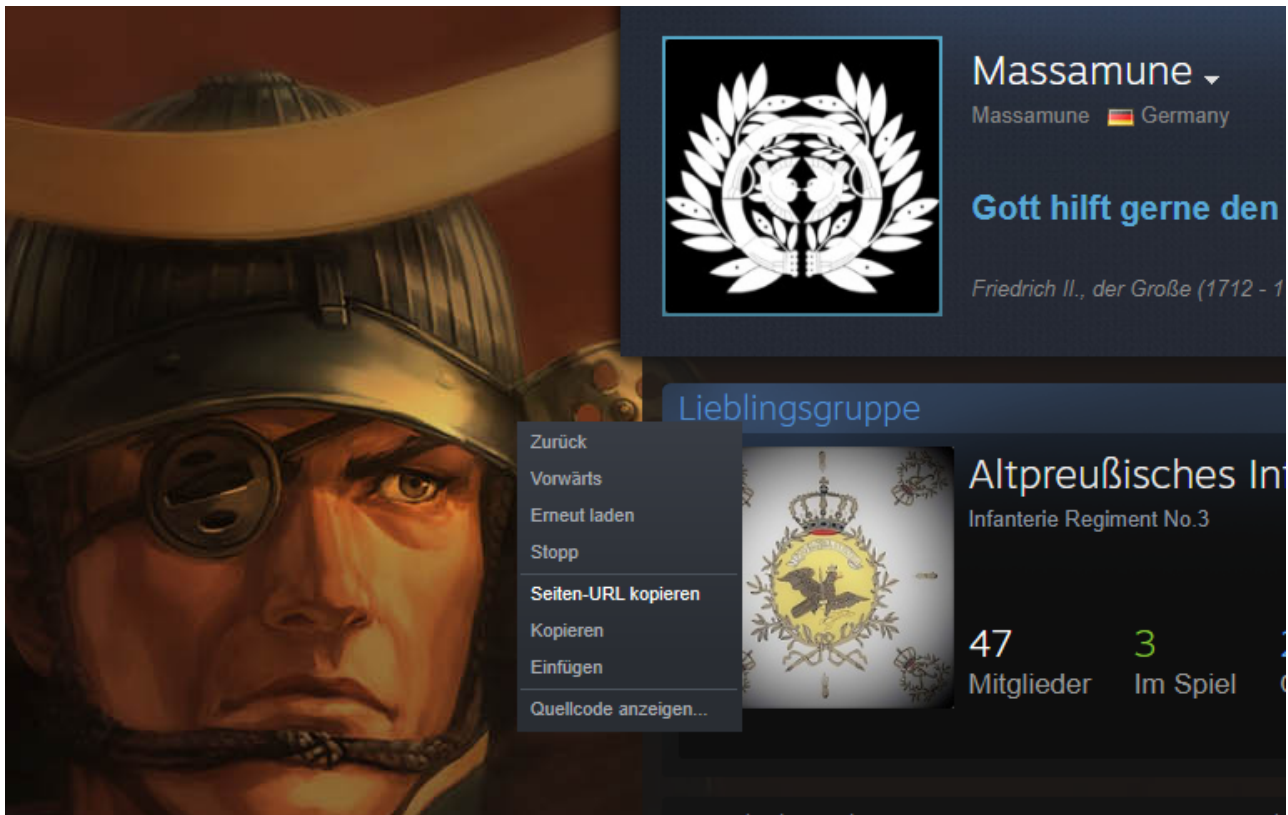 Massamune
Massamune Germany
Gott hilft gerne den
Friedrich II., der Große (1712 - 1
Lieblingsgruppe
Altpreußisches In
Infanterie Regiment No.3
47
Mitglieder
3
Im Spiel
Zurück
Vorwärts
Erneut laden
Stopp
Seiten-URL kopieren
Kopieren
Einfügen
Quellcode anzeigen...